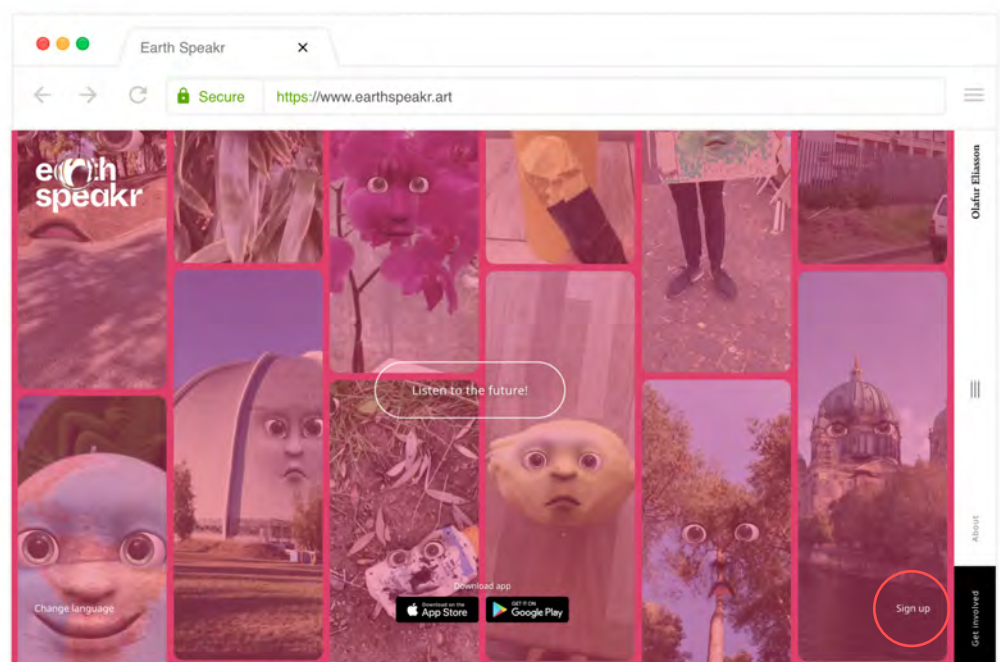 Earth Speakr
Secure
https://www.earthspeakr.art
earth
speakr
Olafur Eliasson
Listen to the future!
About
Download app
Download on the
App Store
GET IT ON
Google Play
Change language
Sign up
Get involved